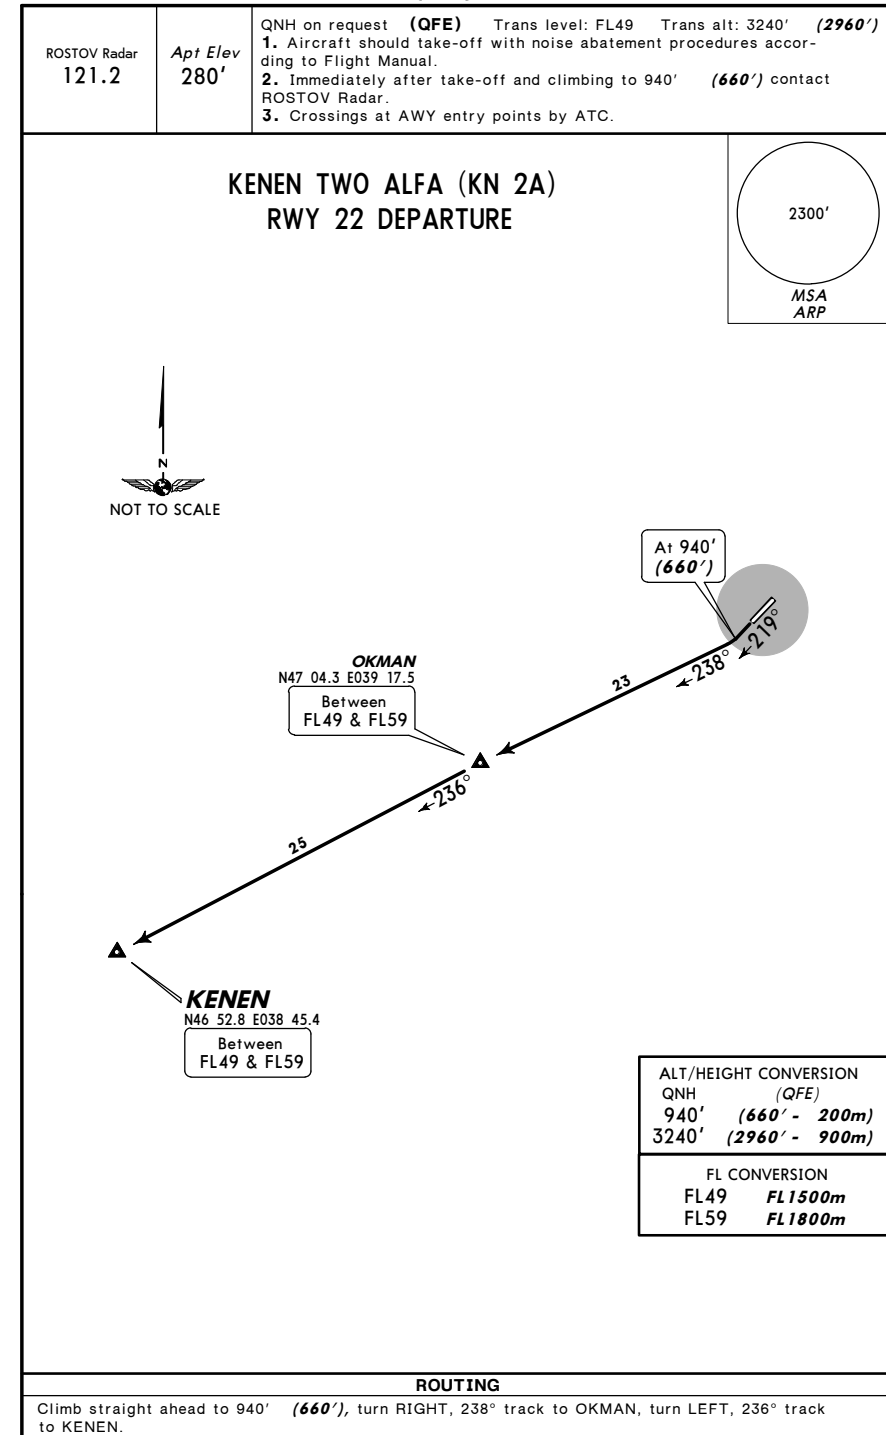 ROSTOV Radar
121.2
Apt Elev
280'
QNH on request (QFE) Trans level: FL49 Trans alt: 3240' (2960')
1. Aircraft should take-off with noise abatement procedures accor-
ding to Flight Manual.
2. Immediately after take-off and climbing to 940' (660') contact
ROSTOV Radar.
3. Crossings at AWY entry points by ATC.
KENEN TWO ALFA (KN 2A)
RWY 22 DEPARTURE
2300'
MSA
ARP
N
NOT TO SCALE
At 940'
(660')
219°
238°
23
OKMAN
N47 04.3 E039 17.5
Between
FL49 & FL59
236°
25
KENEN
N46 52.8 E038 45.4
Between
FL49 & FL59
ALT/HEIGHT CONVERSION
QNH (QFE)
940' (660' - 200m)
3240' (2960' - 900m)
FL CONVERSION
FL49 FL1500m
FL59 FL1800m
ROUTING
Climb straight ahead to 940' (660'), turn RIGHT, 238° track to OKMAN, turn LEFT, 236° track
to KENEN.